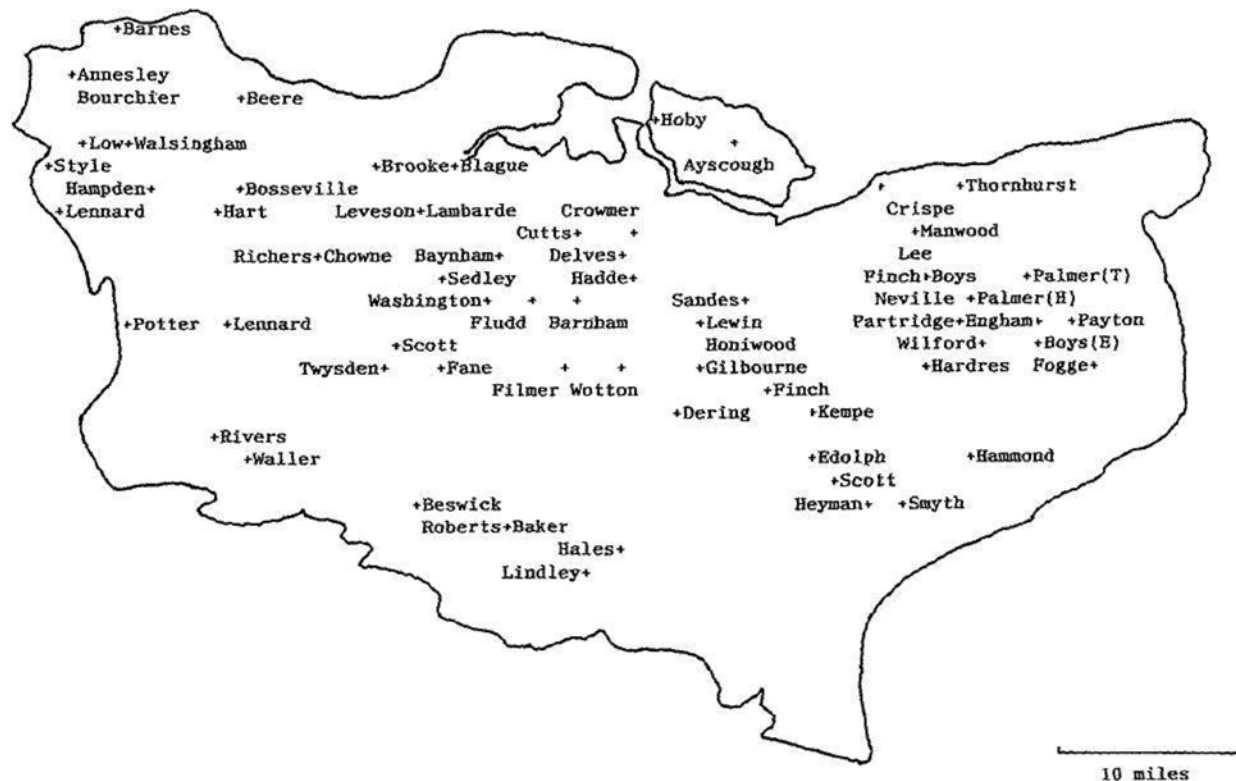 +Barnes
+Annesley
Bourchier +Beere
+Hoby
+Low+Walsingham +
+Style +Brooke+Blague Ayscough
Hampden+ +Bosseville + +Thornhurst
+Lennard +Hart Leveson+Lambarde Crowmer Crispe
Cutts+ + +Manwood
Richers+Chowne Baynham+ Delves+ Lee
+Sedley Hadde+ Finch+Boys +Palmer(T)
Washington+ + + Sandes+ Neville +Palmer(H)
+Potter +Lennard Fludd Barnham +Lewin Partridge+Engham+ +Payton
+Scott Honiwood Wilford+ +Boys(E)
Twysden+ +Fane + + +Gilbourne +Hardres Fogge+
Filmer Wotton +Finch
+Dering +Kempe
+Rivers
+Waller +Edolph +Hammond
+Scott
+Beswick Heyman+ +Smyth
Roberts+Baker
Hales+
Lindley+
10 miles